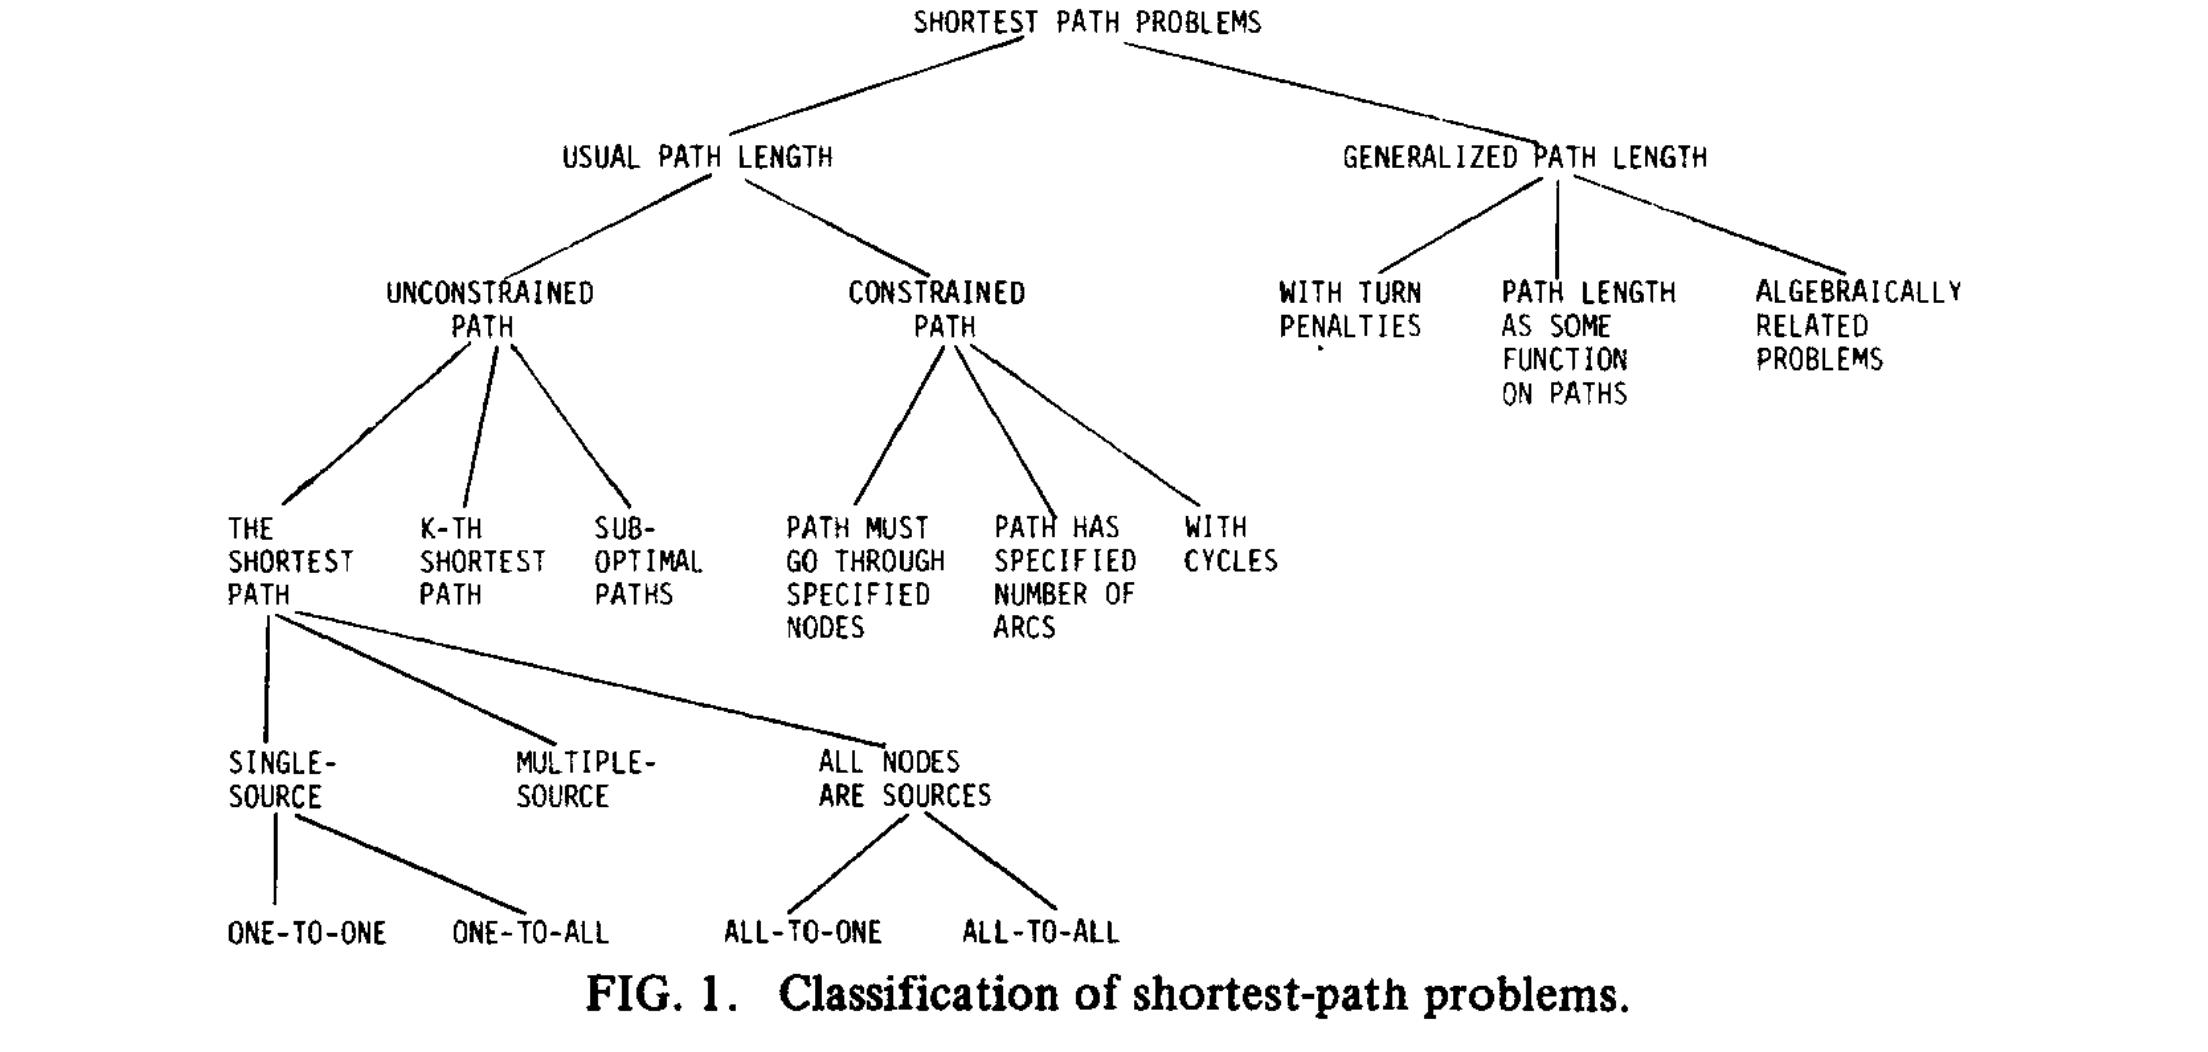 SHORTEST PATH PROBLEMS
USUAL PATH LENGTH
GENERALIZED PATH LENGTH
UNCONSTRAINED
PATH
CONSTRAINED
PATH
WITH TURN
PENALTIES
PATH LENGTH
AS SOME
FUNCTION
ON PATHS
ALGEBRAICALLY
RELATED
PROBLEMS
THE
SHORTEST
PATH
K-TH
SHORTEST
PATH
SUB-
OPTIMAL
PATHS
PATH MUST
GO THROUGH
SPECIFIED
NODES
PATH HAS
SPECIFIED
NUMBER OF
ARCS
WITH
CYCLES
SINGLE-
SOURCE
MULTIPLE-
SOURCE
ALL NODES
ARE SOURCES
ONE-TO-ONE
ONE-TO-ALL
ALL-TO-ONE
ALL-TO-ALL
FIG. 1. Classification of shortest-path problems.